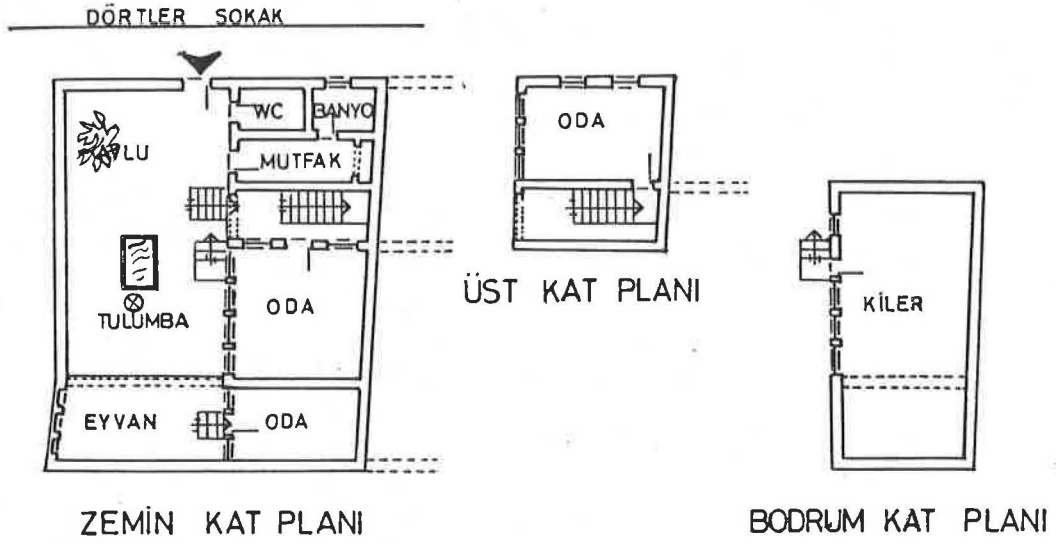 DÖRTLER SOKAK
WC
BANYO
AVLU
MUTFAK
ODA
TULUMBA
EYVAN
ODA
ZEMİN KAT PLANI
ODA
ÜST KAT PLANI
KİLER
BODRUM KAT PLANI